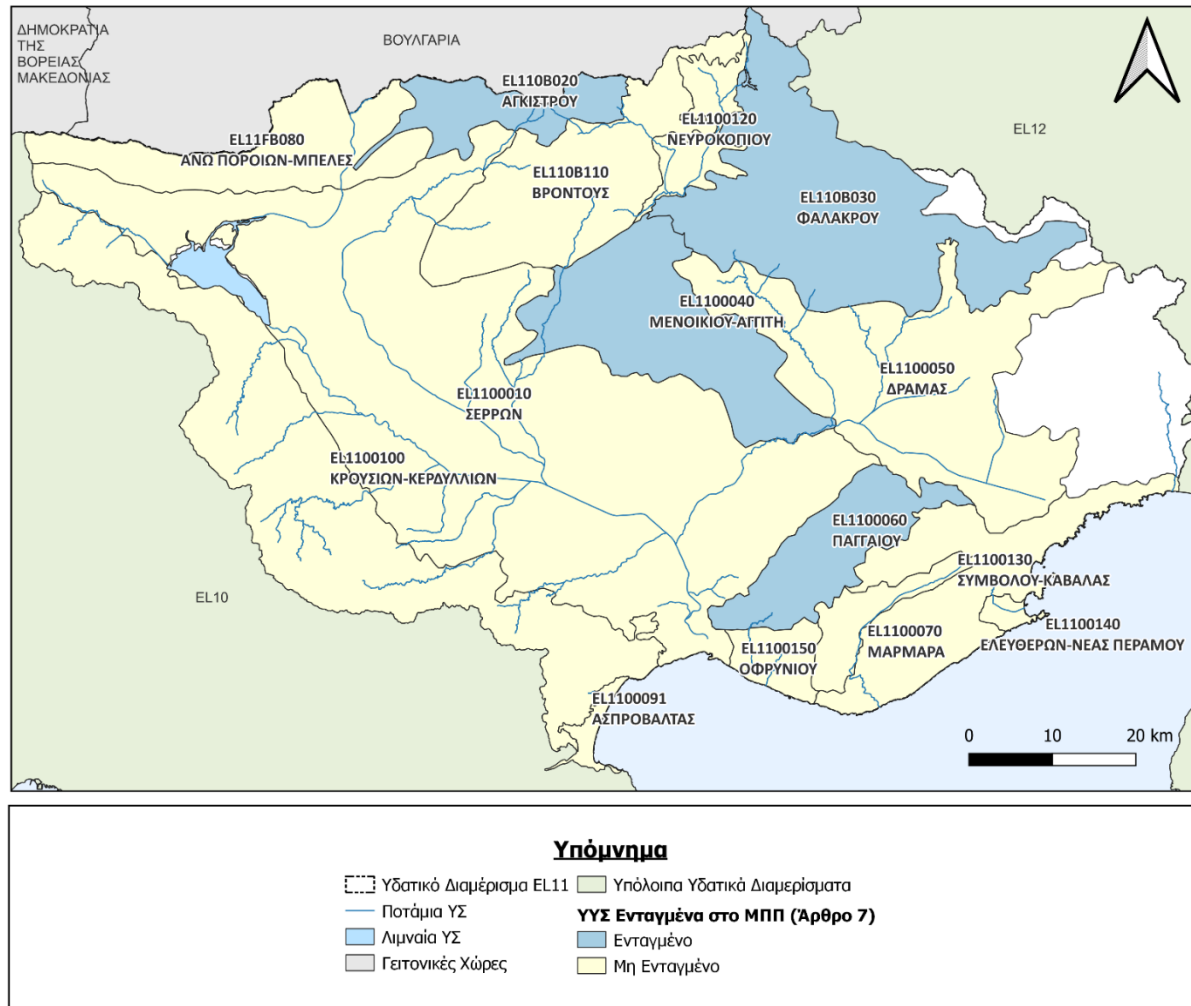 ΔΗΜΟΚΡΑΤΙΑ
ΤΗΣ
ΒΟΡΕΙΑΣ
ΜΑΚΕΔΟΝΙΑΣ
ΒΟΥΛΓΑΡΙΑ
EL110B020
ΑΓΚΙΣΤΡΟΥ
EL1100120
ΝΕΥΡΟΚΟΠΙΟΥ
EL12
EL11FB080
ΑΝΩ ΠΟΡΟΙΩΝ-ΜΠΕΛΕΣ
EL110B110
ΒΡΟΝΤΟΥΣ
EL110B030
ΦΑΛΑΚΡΟΥ
EL1100040
ΜΕΝΟΙΚΙΟΥ-ΑΓΓΙΤΗ
EL1100050
ΔΡΑΜΑΣ
EL1100010
ΣΕΡΡΩΝ
EL1100100
ΚΡΟΥΣΙΩΝ-ΚΕΡΔΥΛΛΙΩΝ
EL1100060
ΠΑΓΓΑΙΟΥ
EL1100130
ΣΥΜΒΟΛΟΥ-ΚΑΒΑΛΑΣ
EL10
EL1100140
ΕΛΕΥΘΕΡΩΝ-ΝΕΑΣ ΠΕΡΑΜΟΥ
EL1100070
ΜΑΡΜΑΡΑ
EL1100150
ΟΦΡΥΝΙΟΥ
EL1100091
ΑΣΠΡΟΒΑΛΤΑΣ
0 10 20 km
Υπόμνημα
Υδατικό Διαμέρισμα EL11
Ποτάμια ΥΣ
Λιμναία ΥΣ
Γειτονικές Χώρες
Υπόλοιπα Υδατικά Διαμερίσματα
ΥΥΣ Ενταγμένα στο ΜΠΠ (Άρθρο 7)
Ενταγμένο
Μη Ενταγμένο